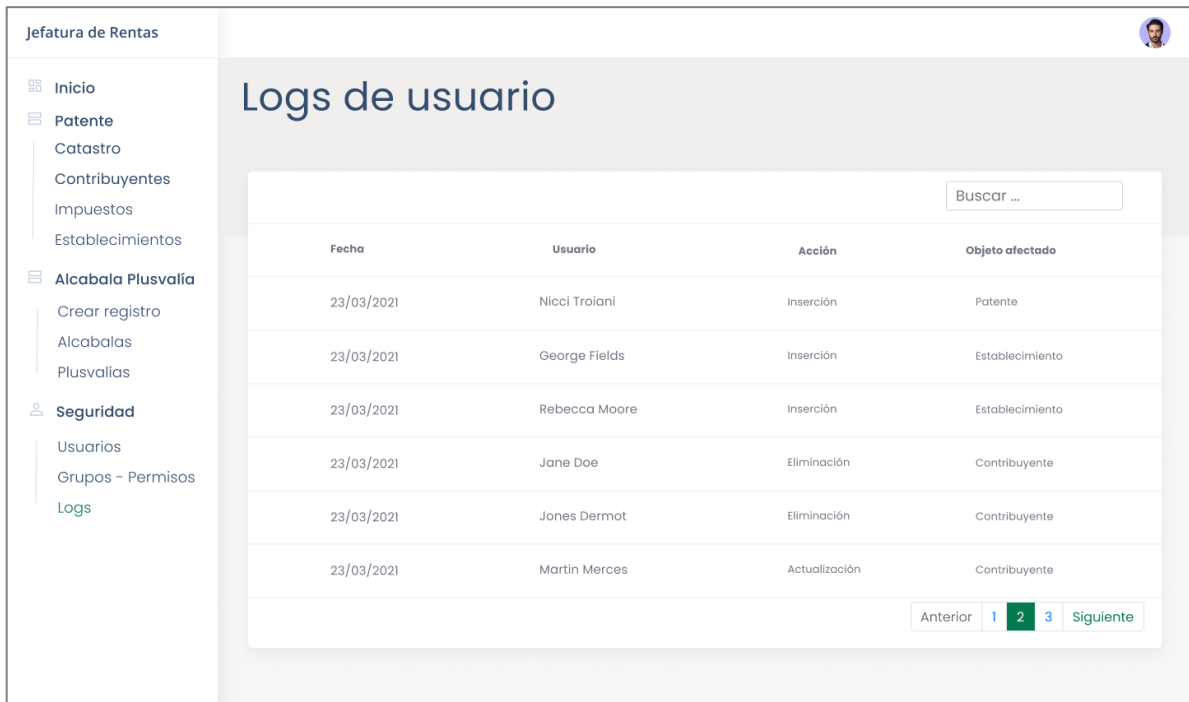 Jefatura de Rentas
Inicio
Patente
Catastro
Contribuyentes
Impuestos
Establecimientos
Alcabala Plusvalía
Crear registro
Alcabalas
Plusvalías
Seguridad
Usuarios
Grupos - Permisos
Logs
Logs de usuario
Buscar ...
Fecha Usuario Acción Objeto afectado
23/03/2021 Nicci Troiani Inserción Patente
23/03/2021 George Fields Inserción Establecimiento
23/03/2021 Rebecca Moore Inserción Establecimiento
23/03/2021 Jane Doe Eliminación Contribuyente
23/03/2021 Jones Dermot Eliminación Contribuyente
23/03/2021 Martin Merces Actualización Contribuyente
Anterior 1 2 3 Siguiente